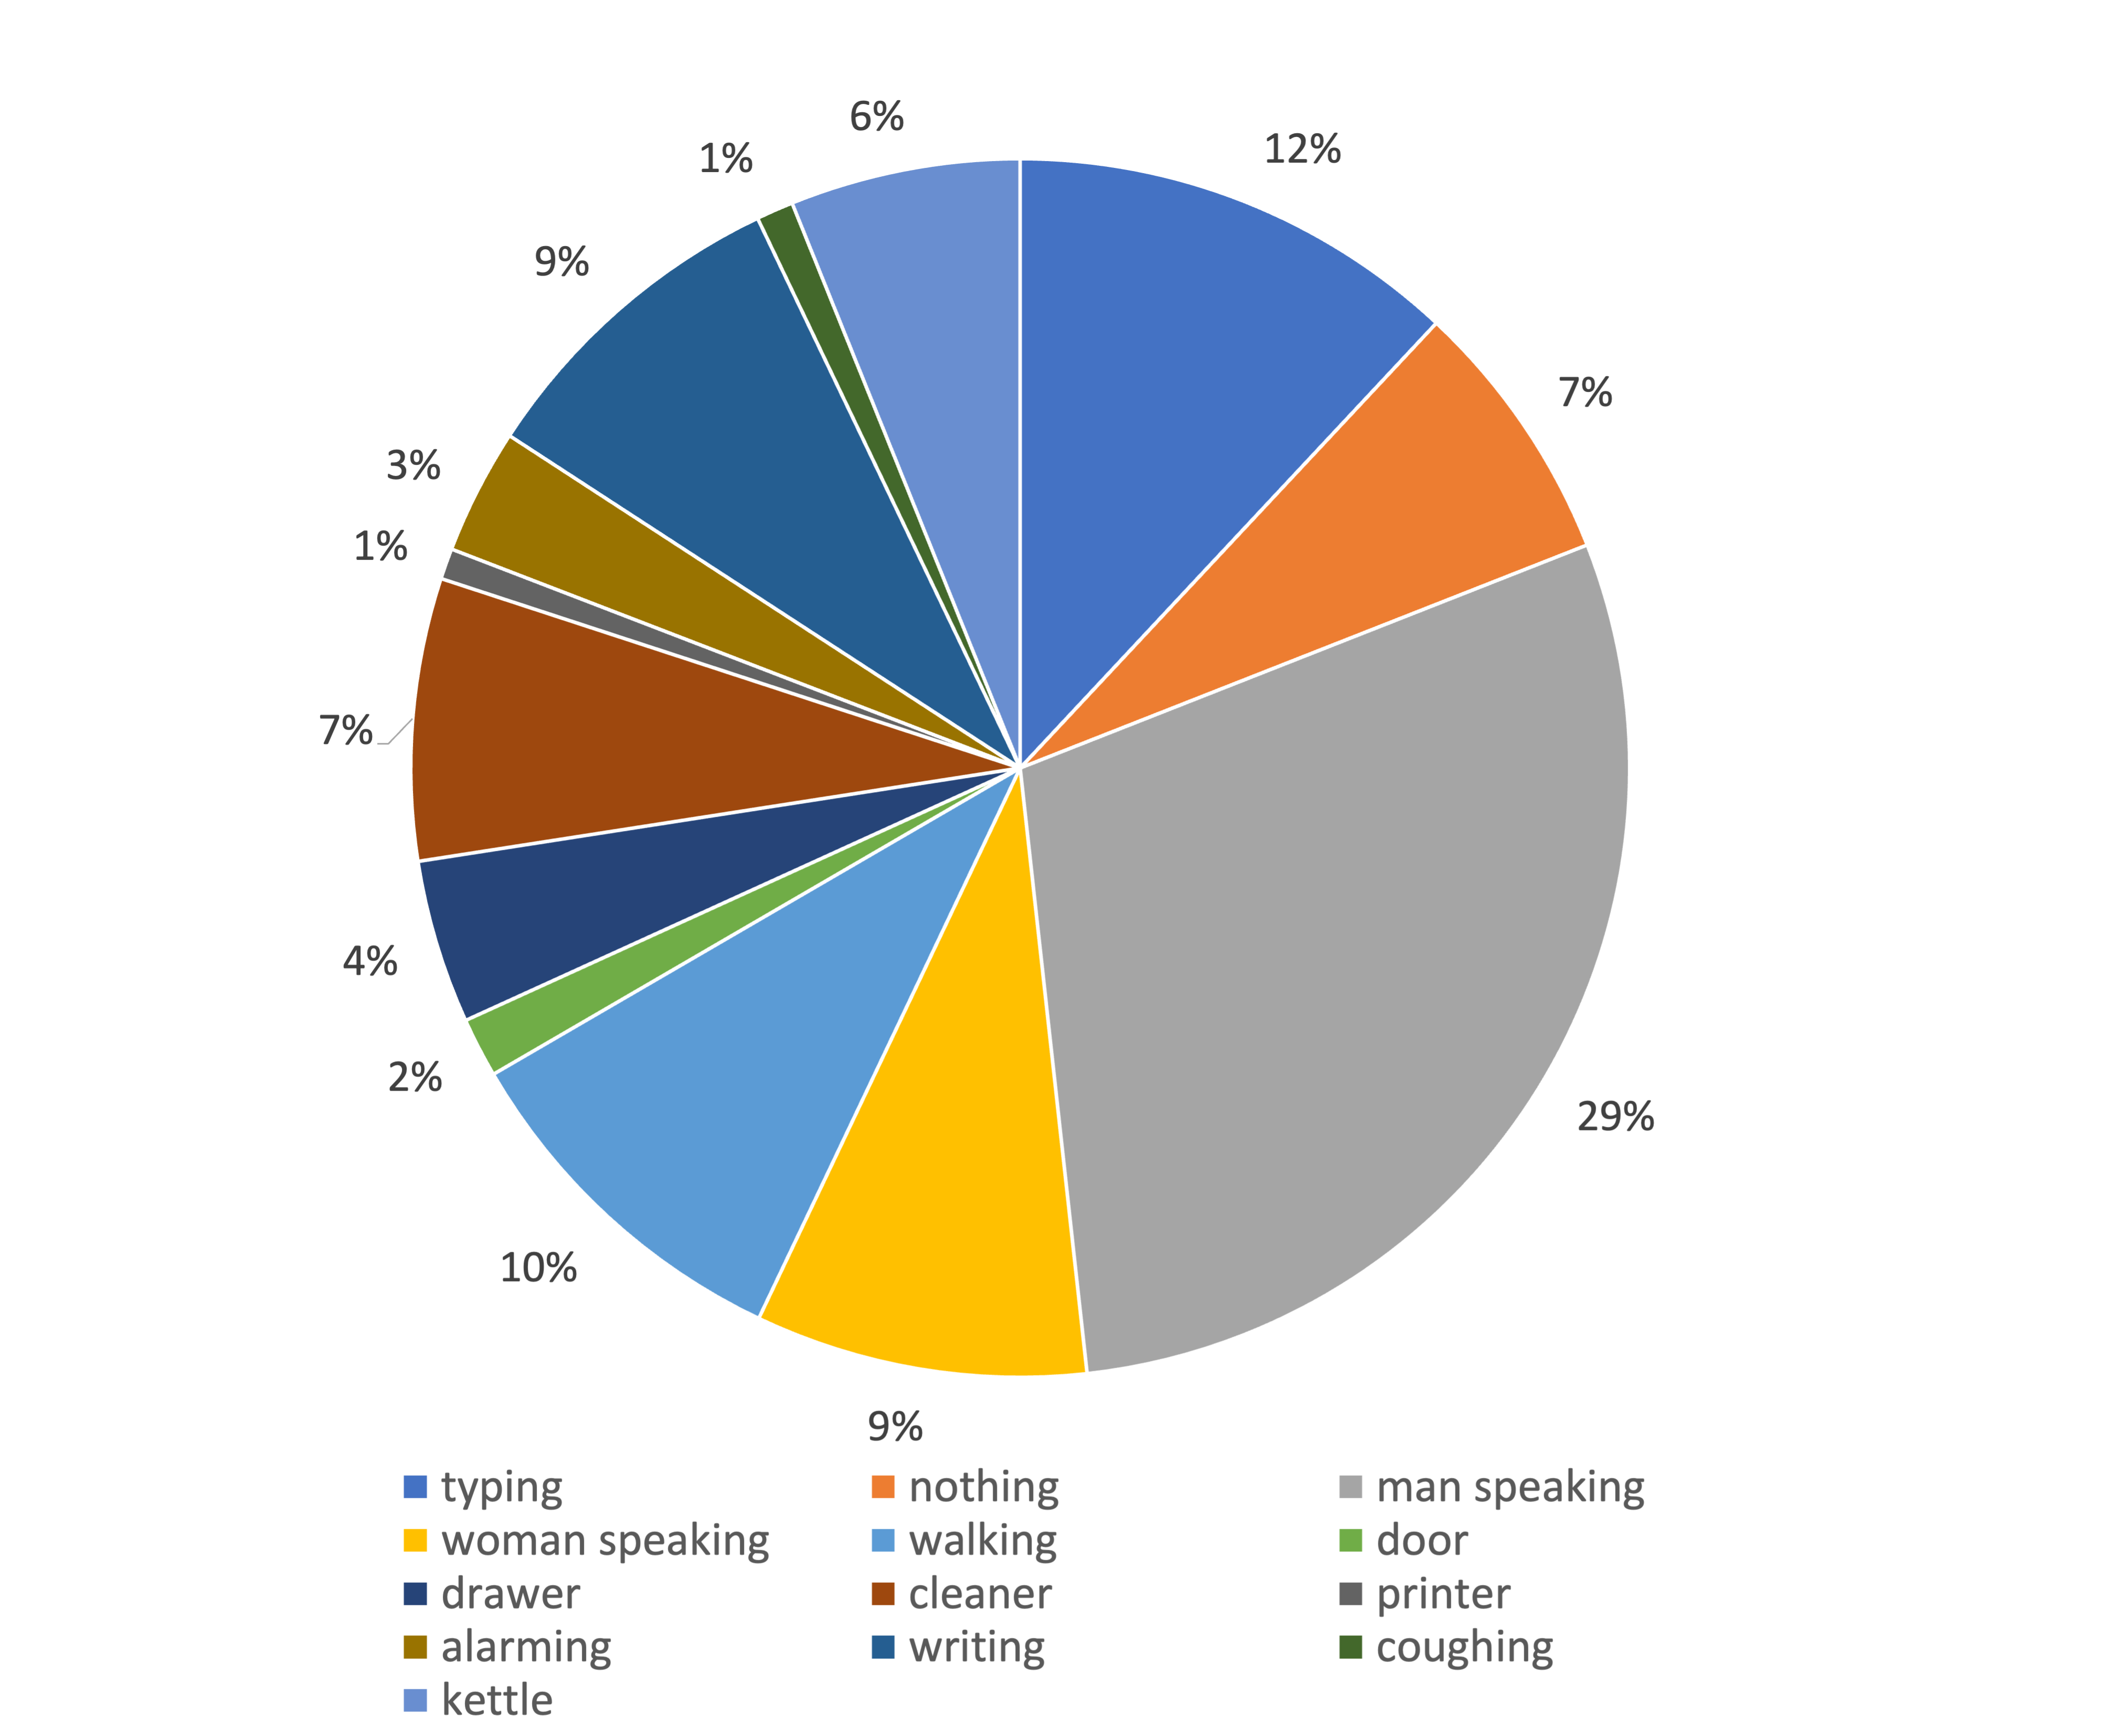 6%
12%
1%
9%
7%
3%
1%
7%
4%
2%
29%
10%
9%
typing nothing man speaking
woman speaking walking door
drawer cleaner printer
alarming writing coughing
kettle